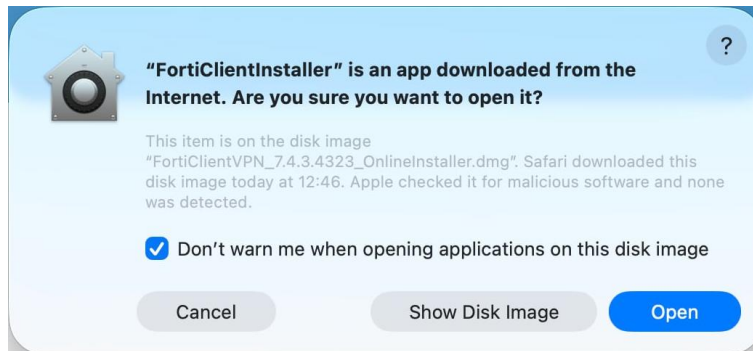 ?
“FortiClientInstaller” is an app downloaded from the
Internet. Are you sure you want to open it?
This item is on the disk image
“FortiClientVPN_7.4.3.4323_OnlineInstaller.dmg”. Safari downloaded this
disk image today at 12:46. Apple checked it for malicious software and none
was detected.
Don’t warn me when opening applications on this disk image
Cancel
Show Disk Image
Open